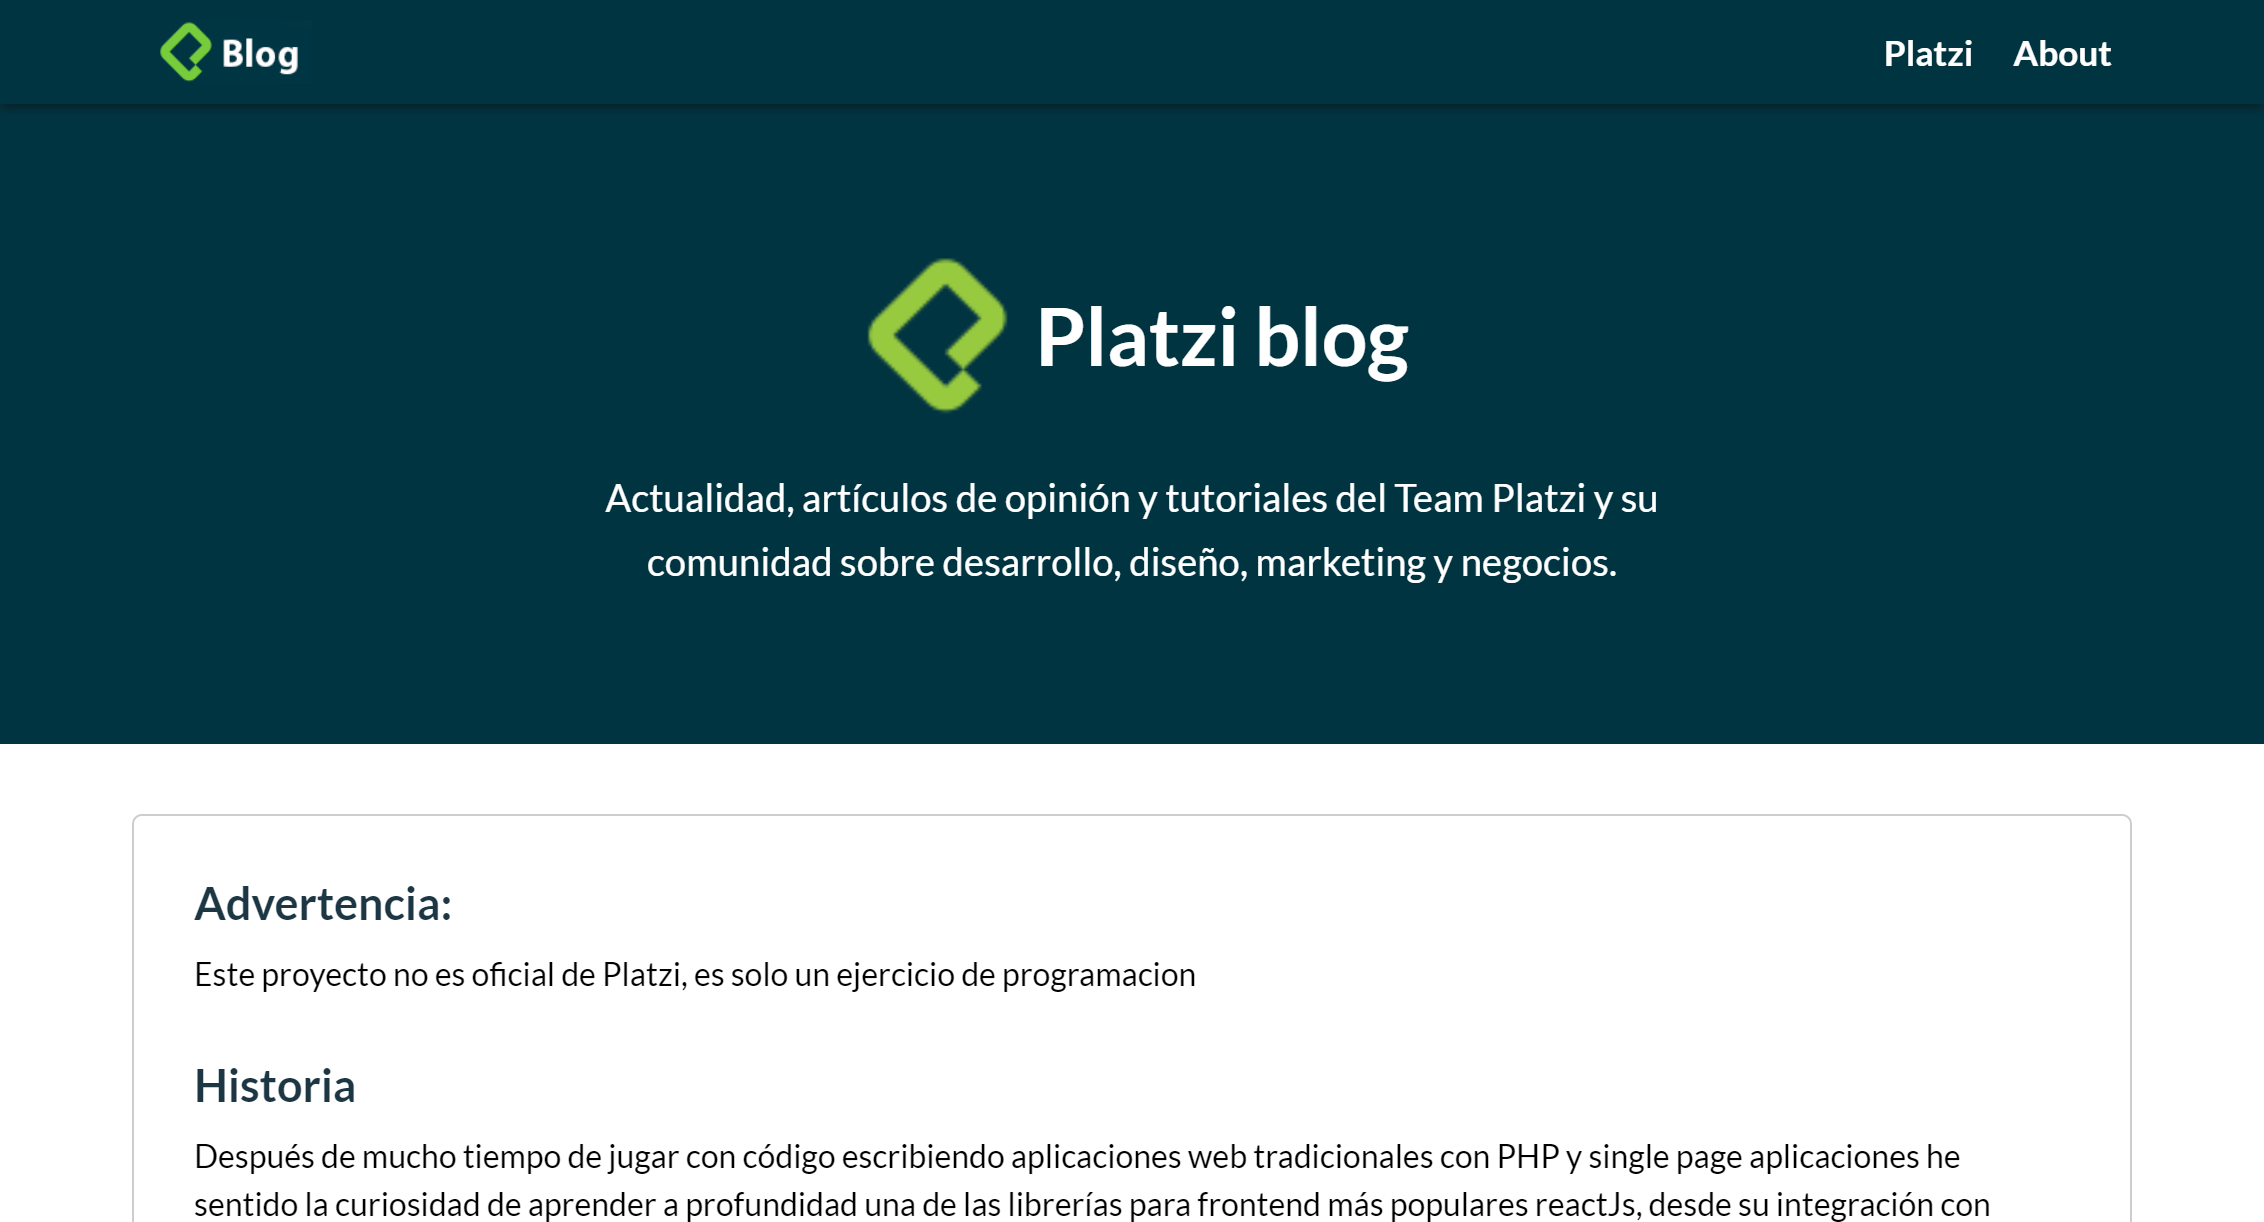 Blog
Platzi About
Platzi blog
Actualidad, artículos de opinión y tutoriales del Team Platzi y su
comunidad sobre desarrollo, diseño, marketing y negocios.
Advertencia:
Este proyecto no es oficial de Platzi, es solo un ejercicio de programacion
Historia
Después de mucho tiempo de jugar con código escribiendo aplicaciones web tradicionales con PHP y single page aplicaciones he
sentido la curiosidad de aprender a profundidad una de las librerías para frontend más populares reactJs, desde su integración con